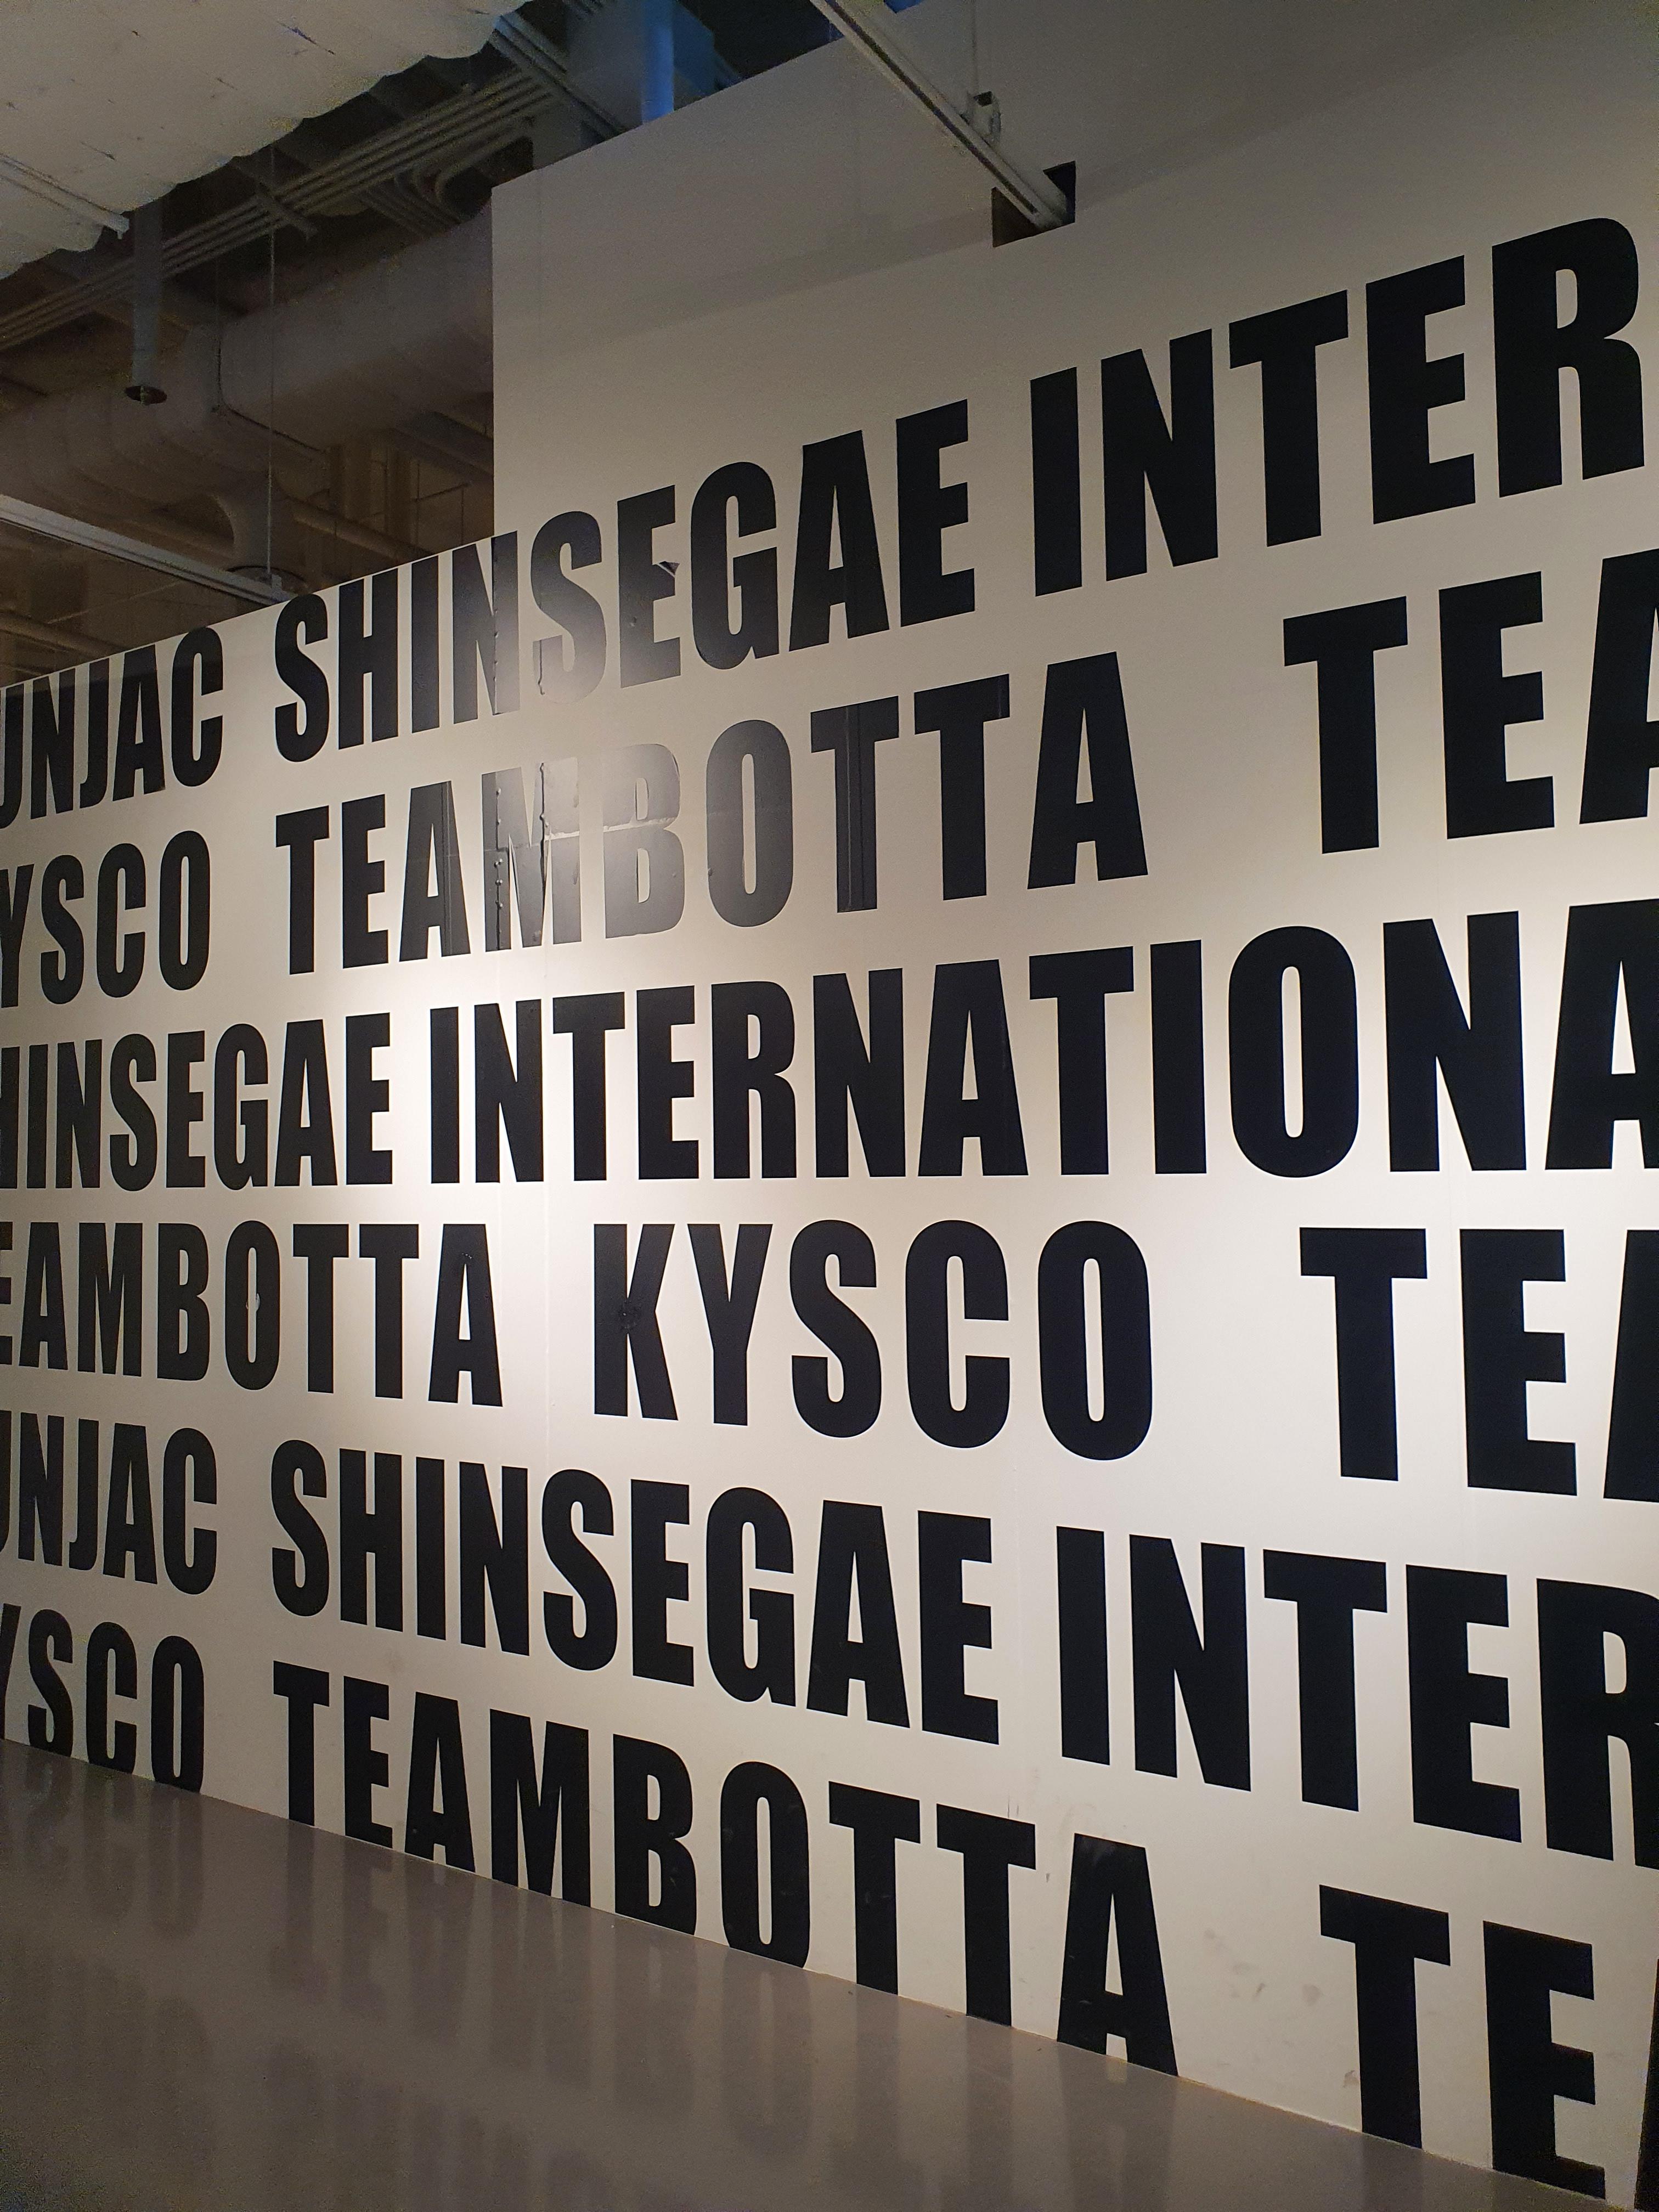 UNJAC SHINSEGAE INTER
YSCO TEAMBOTTA TEA
HINSEGAE INTERNATIONA
EAMBOTTA KYSCO TEA
UNJAC SHINSEGAE INTER
YSCO TEAMBOTTA TE